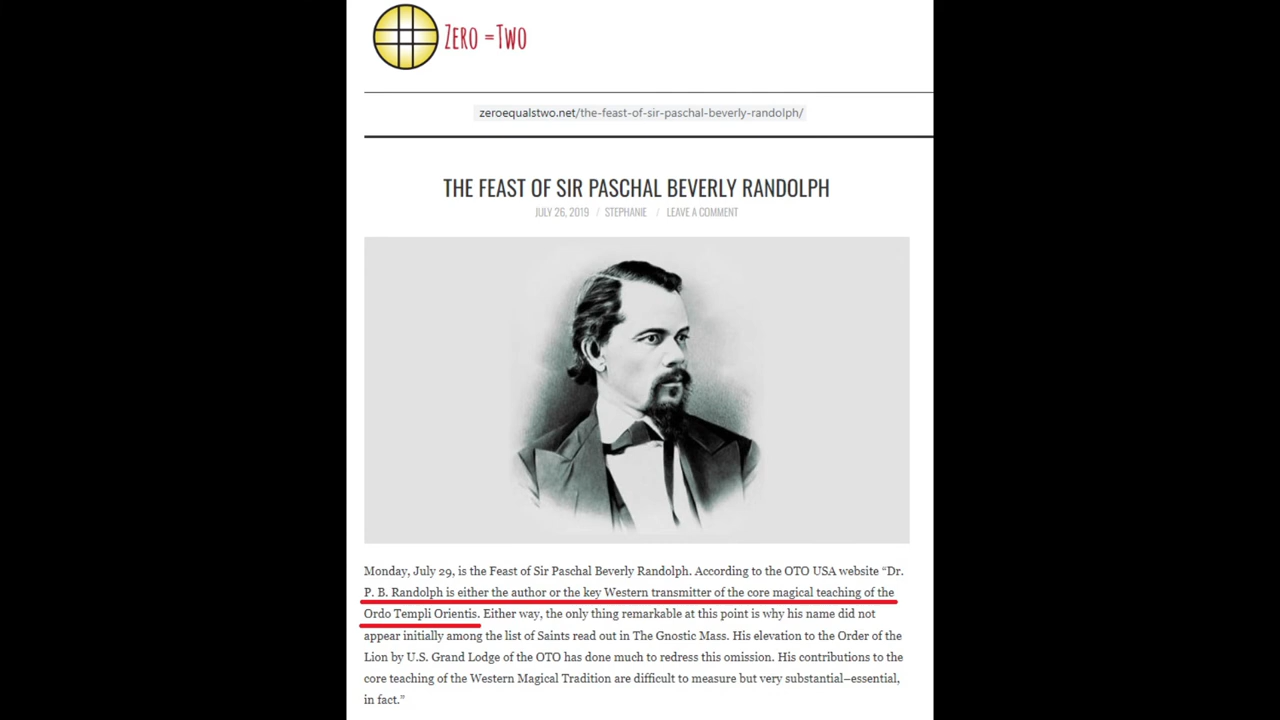 ZERO =TWO
zeroequalstwo.net/the-feast-of-sir-paschal-beverly-randolph/
THE FEAST OF SIR PASCHAL BEVERLY RANDOLPH
JULY 26, 2019 / STEPHANIE / LEAVE A COMMENT
Monday, July 29, is the Feast of Sir Paschal Beverly Randolph. According to the OTO USA website “Dr.
P. B. Randolph is either the author or the key Western transmitter of the core magical teaching of the
Ordo Templi Orientis. Either way, the only thing remarkable at this point is why his name did not
appear initially among the list of Saints read out in The Gnostic Mass. His elevation to the Order of the
Lion by U.S. Grand Lodge of the OTO has done much to redress this omission. His contributions to the
core teaching of the Western Magical Tradition are difficult to measure but very substantial–essential,
in fact.”